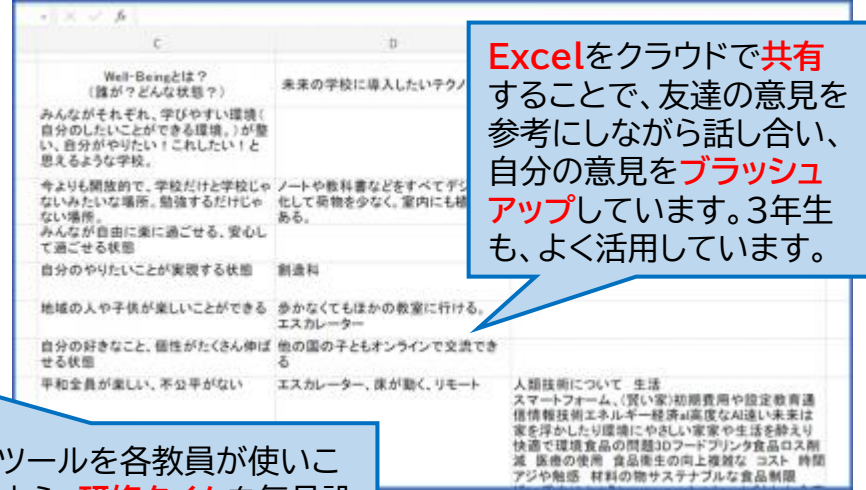 fx
C
D
Well-Beingとは？
（誰が？どんな状態？）
未来の学校に導入したいテクノ
みんながそれぞれ、学びやすい環境（
自分のしたいことができる環境。）が整
い、自分がやりたい！これしたい！と
思えるような学校。
今よりも開放的で、学校だけと学校じゃ
ないみたいな場所。勉強するだけじゃ
ない場所。
ノートや教科書などをすべてデジ
化して荷物を少なく。室内にも植
ある。
みんなが自由に楽に過ごせる、安心し
て過ごせる状態
自分のやりたいことが実現する状態
創造科
地域の人や子供が楽しいことができる
歩かなくてもほかの教室に行ける。
エスカレーター
自分の好きなこと、個性がたくさん伸ば
せる状態
他の国の子ともオンラインで交流でき
る
平和全員が楽しい、不公平がない
エスカレーター、床が動く、リモート
人類技術について 生活
スマートフォーム、（賢い家）初期費用や設定教育通
信情報技術エネルギー経済ai高度なAI遠い未来は
家を浮かしたり環境にやさしい家家や生活を酔えり
快適で環境食品の問題3Dフードプリンタ食品ロス削
減 医療の使用 食品衛生の向上複雑な コスト 時間
アジや触感 材料の物サステナブルな食品制限
Excelをクラウドで共有
することで、友達の意見を
参考にしながら話し合い、
自分の意見をブラッシュ
アップしています。3年生
も、よく活用しています。
ツールを各教員が使いこ